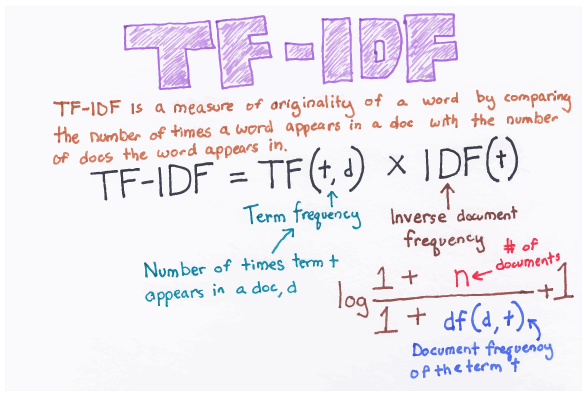 TF-IDF
TF-IDF is a measure of originality of a word by comparing
the number of times a word appears in a doc with the number
of docs the word appears in.
TF-IDF = TF(t, d) × IDF(t)
Term frequency
Inverse document
frequency
Number of times term t
appears in a doc, d
# of
documents
log 1 + n
1 + df(d, t) + 1
Document frequency
of the term t